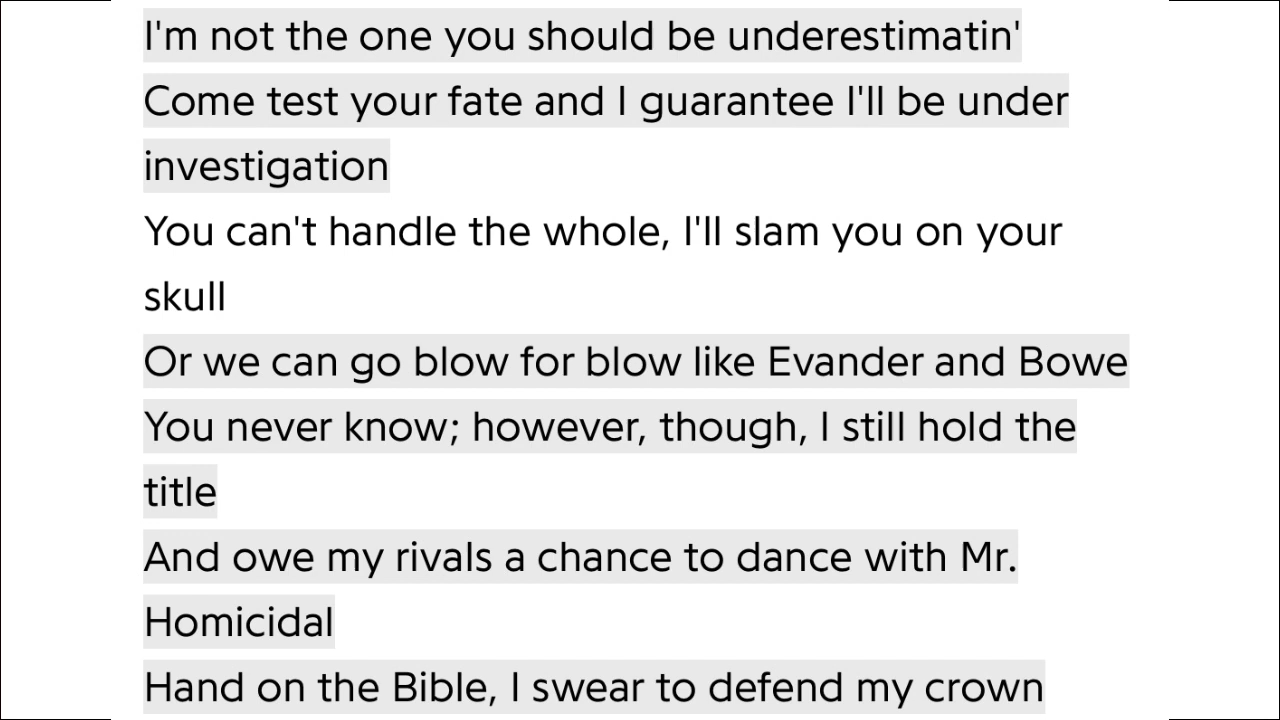 I'm not the one you should be underestimatin'
Come test your fate and I guarantee I'll be under
investigation
You can't handle the whole, I'll slam you on your
skull
Or we can go blow for blow like Evander and Bowe
You never know; however, though, I still hold the
title
And owe my rivals a chance to dance with Mr.
Homicidal
Hand on the Bible, I swear to defend my crown